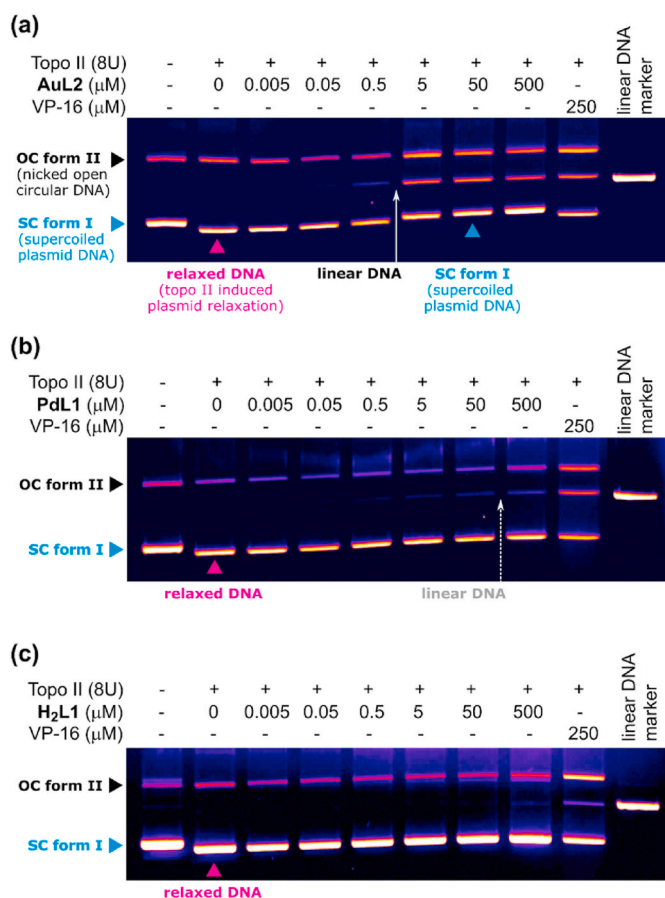 (a)
Topo II (8U) - + + + + + + + +
AuL2 (μM) - 0 0.005 0.05 0.5 5 50 500 -
VP-16 (μM) - - - - - - - - 250
linear DNA marker
OC form II
(nicked open
circular DNA)
SC form I
(supercoiled
plasmid DNA)
relaxed DNA
(topo II induced
plasmid relaxation)
linear DNA
SC form I
(supercoiled
plasmid DNA)
(b)
Topo II (8U) - + + + + + + + +
PdL1 (μM) - 0 0.005 0.05 0.5 5 50 500 -
VP-16 (μM) - - - - - - - - 250
linear DNA marker
OC form II
SC form I
relaxed DNA
linear DNA
(c)
Topo II (8U) - + + + + + + + +
H₂L1 (μM) - 0 0.005 0.05 0.5 5 50 500 -
VP-16 (μM) - - - - - - - - 250
linear DNA marker
OC form II
SC form I
relaxed DNA